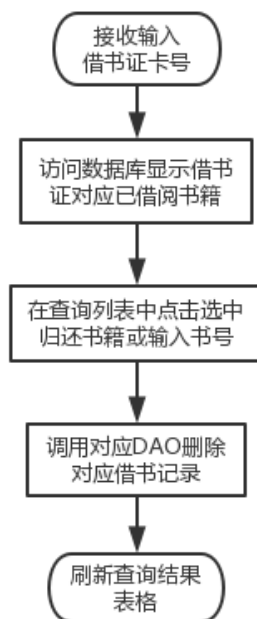 接收输入
借书证卡号
访问数据库显示借书
证对应已借阅书籍
在查询列表中点击选中
归还书籍或输入书号
调用对应DAO删除
对应借书记录
刷新查询结果
表格